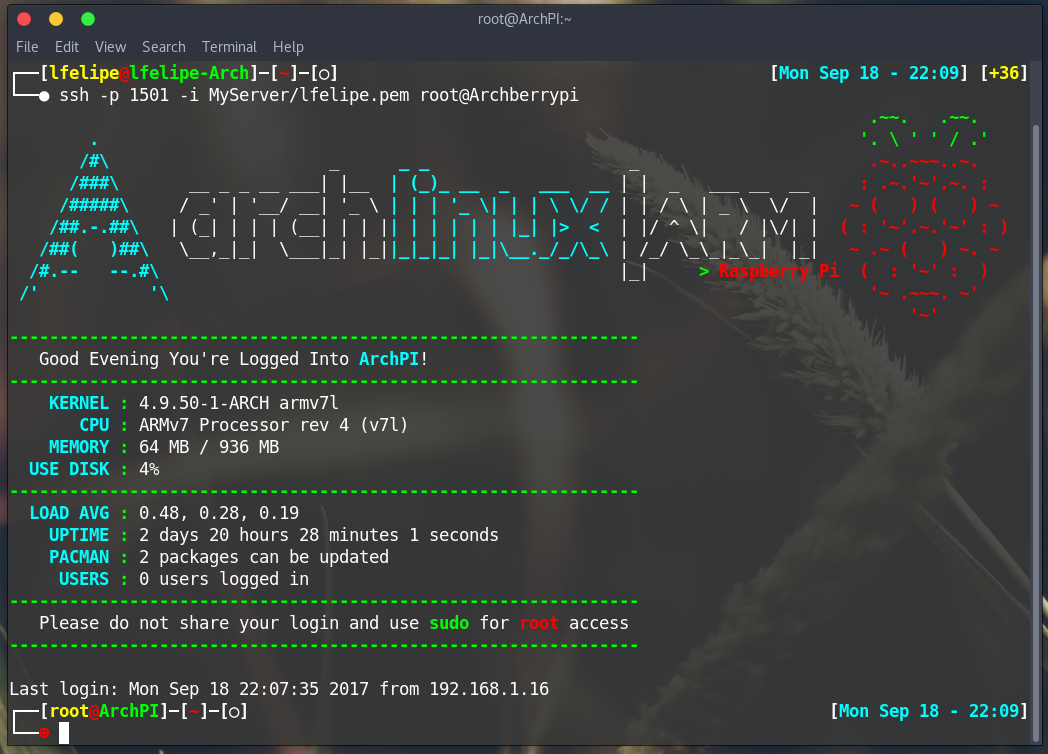 root@ArchPI:~
File Edit View Search Terminal Help
┌──[lfelipe@lfelipe-Arch]─[~]─[○] [Mon Sep 18 - 22:09] [+36]
└──● ssh -p 1501 -i MyServer/lfelipe.pem root@Archberrypi
archlinux ARM
> Raspberry Pi
Good Evening You're Logged Into ArchPI!
KERNEL : 4.9.50-1-ARCH armv7l
CPU : ARMv7 Processor rev 4 (v7l)
MEMORY : 64 MB / 936 MB
USE DISK : 4%
LOAD AVG : 0.48, 0.28, 0.19
UPTIME : 2 days 20 hours 28 minutes 1 seconds
PACMAN : 2 packages can be updated
USERS : 0 users logged in
Please do not share your login and use sudo for root access
Last login: Mon Sep 18 22:07:35 2017 from 192.168.1.16
┌──[root@ArchPI]─[~]─[○] [Mon Sep 18 - 22:09]